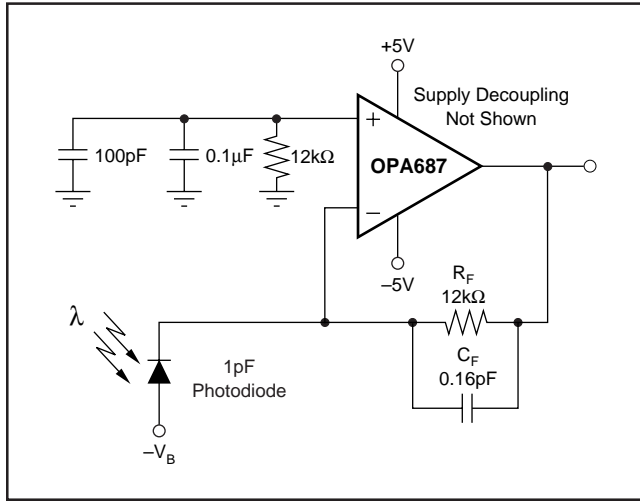 +5V
Supply Decoupling
Not Shown
100pF
0.1µF
12kΩ
+
OPA687
−
−5V
R_F
12kΩ
λ
C_F
0.16pF
1pF
Photodiode
−V_B